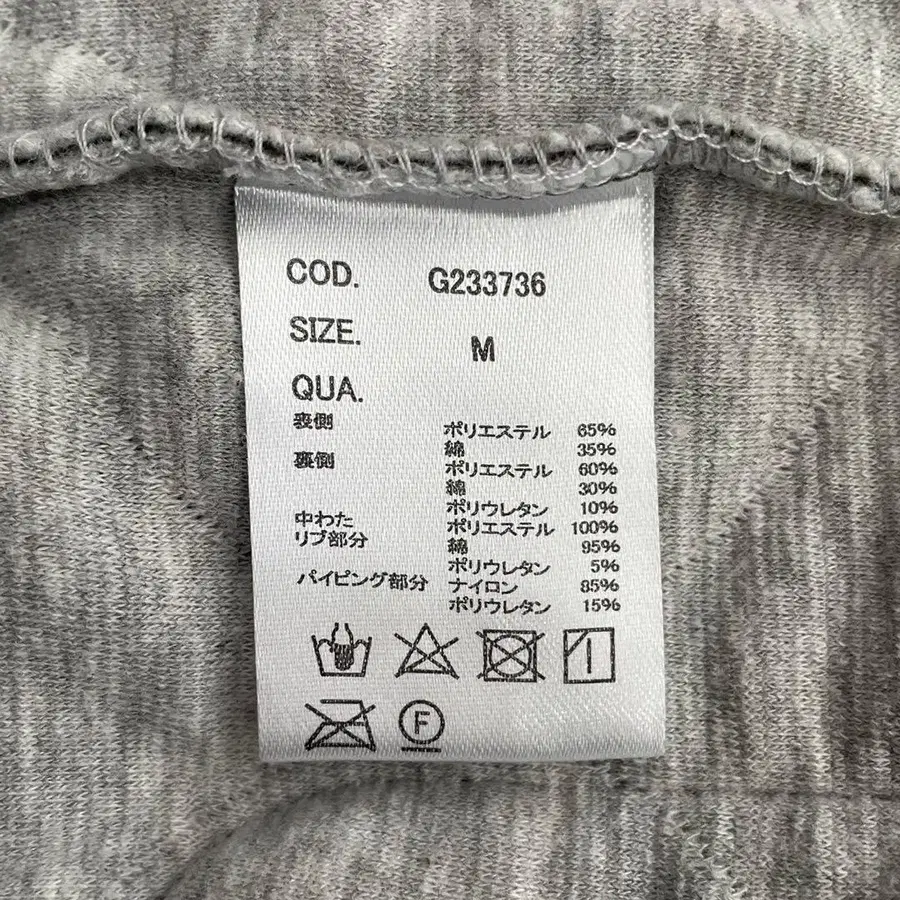 COD. G233736
SIZE. M
QUA.
表側 ポリエステル 65%
綿 35%
裏側 ポリエステル 60%
綿 30%
ポリウレタン 10%
中わた ポリエステル 100%
リブ部分 綿 95%
ポリウレタン 5%
パイピング部分 ナイロン 85%
ポリウレタン 15%
F